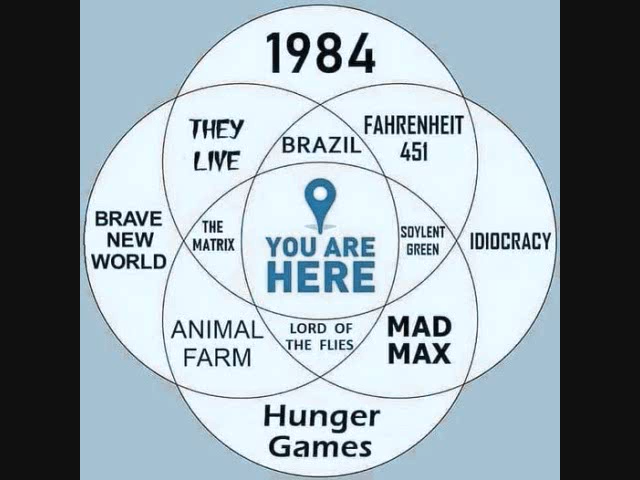 1984
THEY
LIVE
BRAZIL
FAHRENHEIT
451
BRAVE
NEW
WORLD
THE
MATRIX
YOU ARE
HERE
SOYLENT
GREEN
IDIOCRACY
ANIMAL
FARM
LORD OF
THE FLIES
MAD
MAX
Hunger
Games